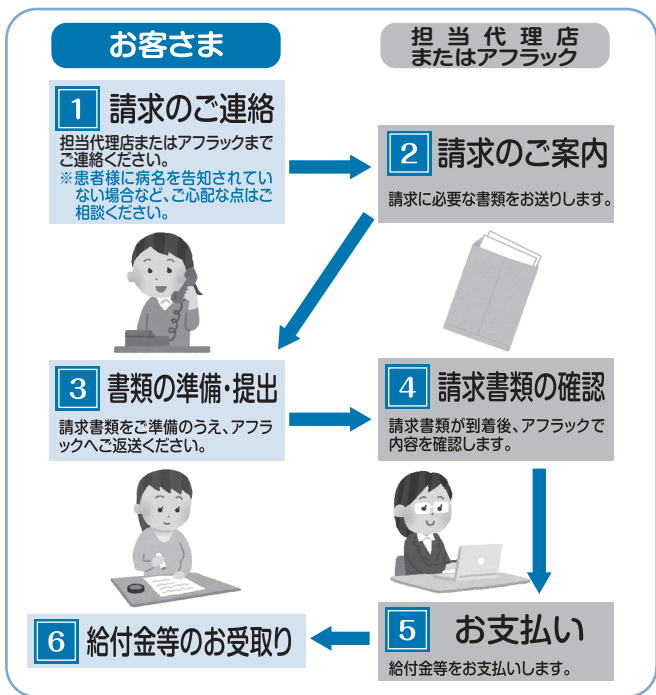 お客さま
担当代理店
またはアフラック
1 請求のご連絡
担当代理店またはアフラックまで
ご連絡ください。
※患者様に病名を告知されてい
ない場合など、ご心配な点はご
相談ください。
2 請求のご案内
請求に必要な書類をお送りします。
3 書類の準備・提出
請求書類をご準備のうえ、アフラ
ックへご返送ください。
4 請求書類の確認
請求書類が到着後、アフラックで
内容を確認します。
5 お支払い
給付金等をお支払いします。
6 給付金等のお受取り